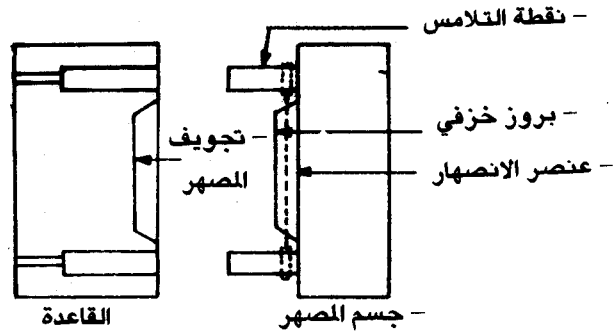 – نقطة التلامس
– بروز خزفي
– تجويف
المصهر
– عنصر الانصهار
– جسم المصهر
القاعدة